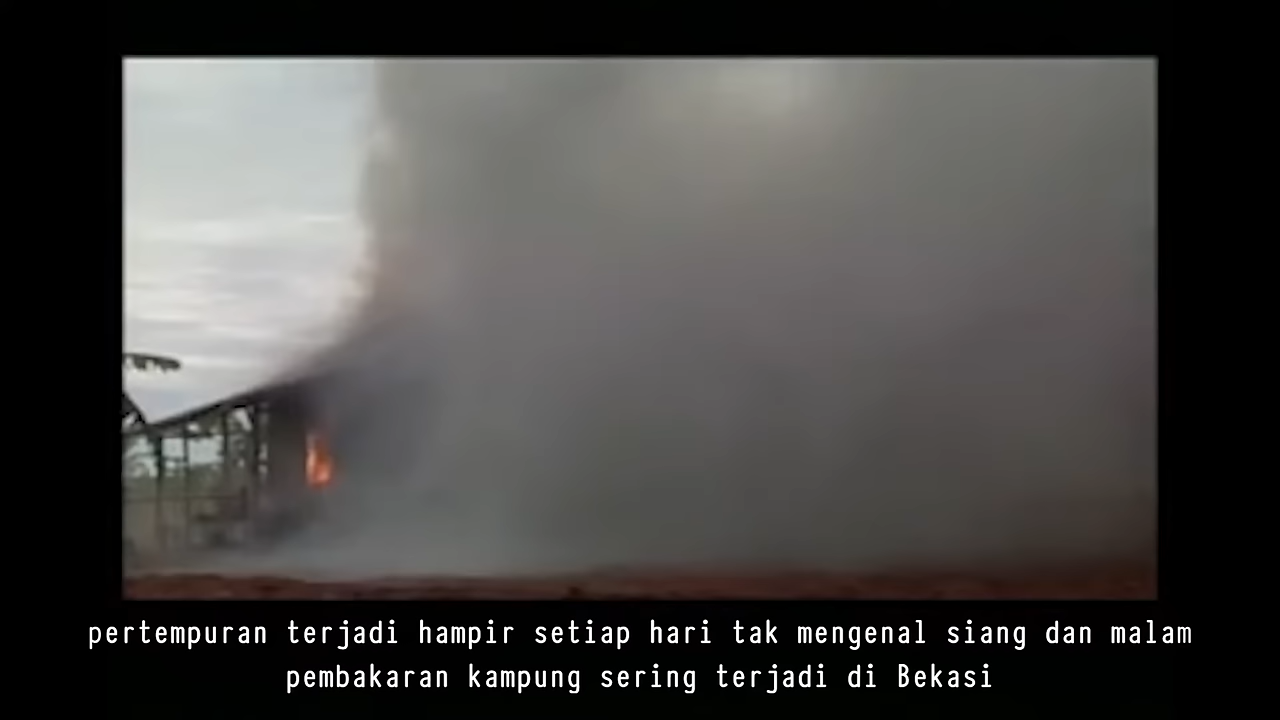 pertempuran terjadi hampir setiap hari tak mengenal siang dan malam
pembakaran kampung sering terjadi di Bekasi